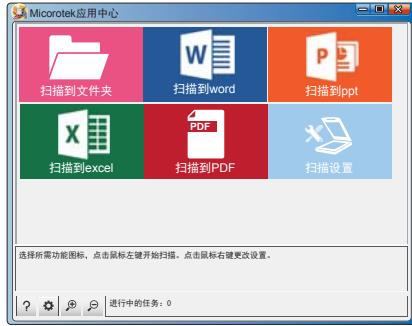 Micorotek应用中心
扫描到文件夹
W
扫描到word
P
扫描到ppt
X
扫描到excel
PDF
扫描到PDF
扫描设置
选择所需功能图标，点击鼠标左键开始扫描。点击鼠标右键更改设置。
?
进行中的任务：0